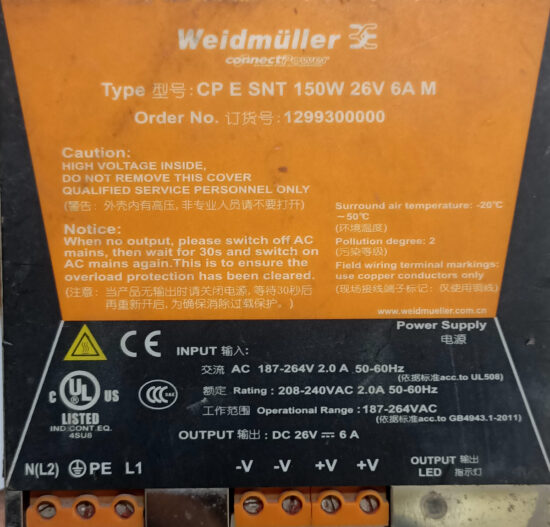 Weidmüller
connectPower
Type 型号: CP E SNT 150W 26V 6A M
Order No. 订货号: 1299300000
Caution:
HIGH VOLTAGE INSIDE,
DO NOT REMOVE THIS COVER
QUALIFIED SERVICE PERSONNEL ONLY
(警告: 外壳内有高压, 非专业人员请不要打开)
Notice:
When no output, please switch off AC
mains, then wait for 30s and switch on
AC mains again.This is to ensure the
overload protection has been cleared.
(注意: 当产品无输出时请关闭电源, 等待30秒后
再重新开启, 为确保消除过载保护。)
Surround air temperature: -20℃
~50℃
(环境温度)
Pollution degree: 2
(污染等级)
Field wiring terminal markings:
use copper conductors only
(现场接线端子标记: 仅使用铜线)
www.weidmueller.com.cn
Power Supply
电源
INPUT 输入:
交流 AC 187-264V 2.0 A 50-60Hz
(依据标准acc.to UL508)
额定 Rating: 208-240VAC 2.0A 50-60Hz
工作范围 Operational Range: 187-264VAC
(依据标准acc.to GB4943.1-2011)
OUTPUT 输出: DC 26V ⎓ 6 A
CE
C UL US
LISTED
IND.CONT.EQ.
4SU8
CCC
N(L2) PE L1
-V -V +V +V
OUTPUT 输出
LED 指示灯